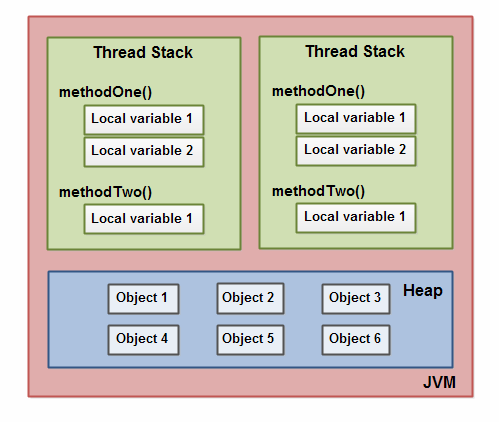 Thread Stack
methodOne()
Local variable 1
Local variable 2
methodTwo()
Local variable 1
Thread Stack
methodOne()
Local variable 1
Local variable 2
methodTwo()
Local variable 1
Heap
Object 1
Object 2
Object 3
Object 4
Object 5
Object 6
JVM